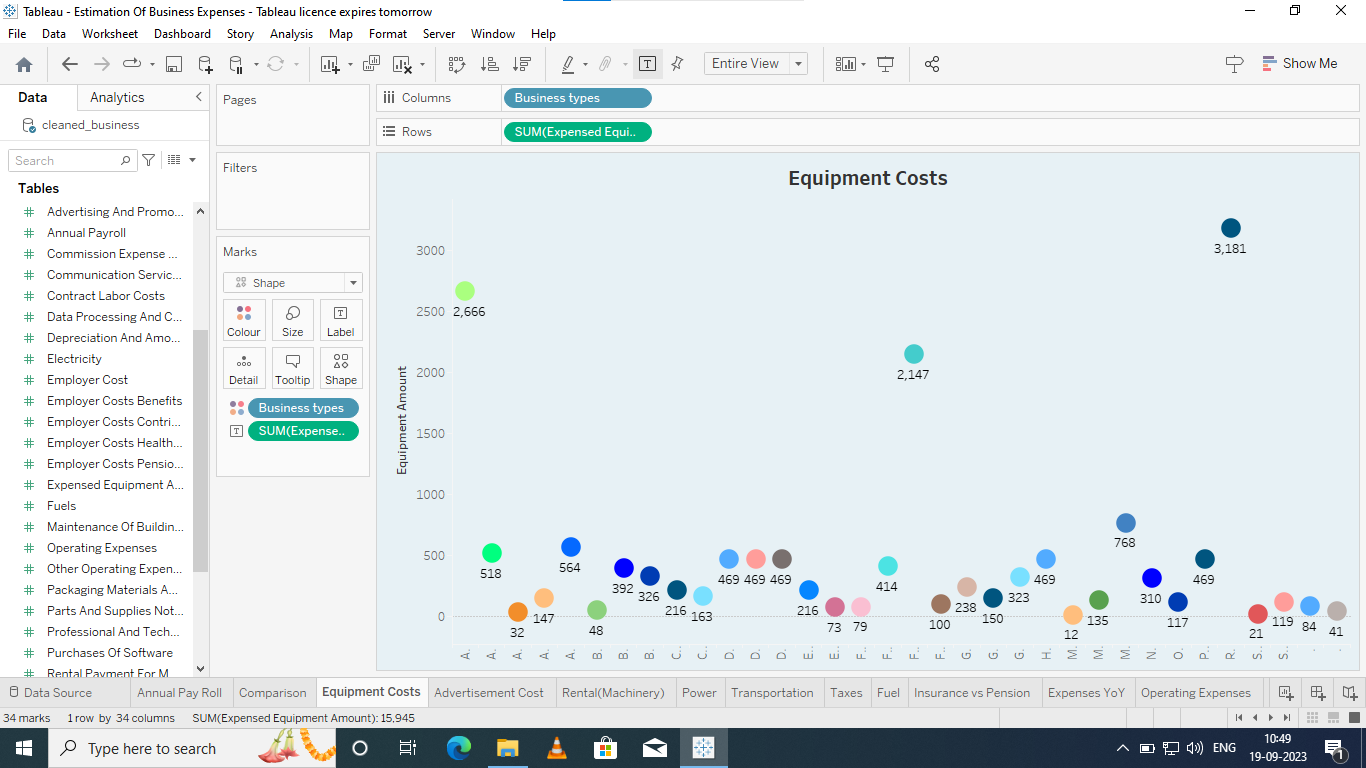 Tableau - Estimation Of Business Expenses - Tableau licence expires tomorrow
File Data Worksheet Dashboard Story Analysis Map Format Server Window Help
Entire View
Show Me
Data
Analytics
cleaned_business
Search
Tables
Advertising And Promo...
Annual Payroll
Commission Expense ...
Communication Servic...
Contract Labor Costs
Data Processing And C...
Depreciation And Amo...
Electricity
Employer Cost
Employer Costs Benefits
Employer Costs Contri...
Employer Costs Health...
Employer Costs Pensio...
Expensed Equipment A...
Fuels
Maintenance Of Buildin...
Operating Expenses
Other Operating Expen...
Packaging Materials A...
Parts And Supplies Not...
Professional And Tech...
Purchases Of Software
Rental Payment For M
Pages
Filters
Marks
Shape
Colour Size Label
Detail Tooltip Shape
Business types
SUM(Expense..
Columns Business types
Rows SUM(Expensed Equi..
Equipment Costs
Equipment Amount
3000
2500
2000
1500
1000
500
0
3,181
2,666
2,147
768
518 564 392 326 469 469 469 414 323 469 310 469
32 147 48 216 163 216 73 79 100 238 150 12 135 117 21 119 84 41
A. A. A. A. A. B. B. B. C. C. D. D. D. E. E. F. F. F. F. G. G. G. H. M. M. M. N. O. P. R. S. S. . .
Data Source Annual Pay Roll Comparison Equipment Costs Advertisement Cost Rental(Machinery) Power Transportation Taxes Fuel Insurance vs Pension Expenses YoY Operating Expenses
34 marks 1 row by 34 columns SUM(Expensed Equipment Amount): 15,945
Type here to search
ENG
10:49
19-09-2023
1